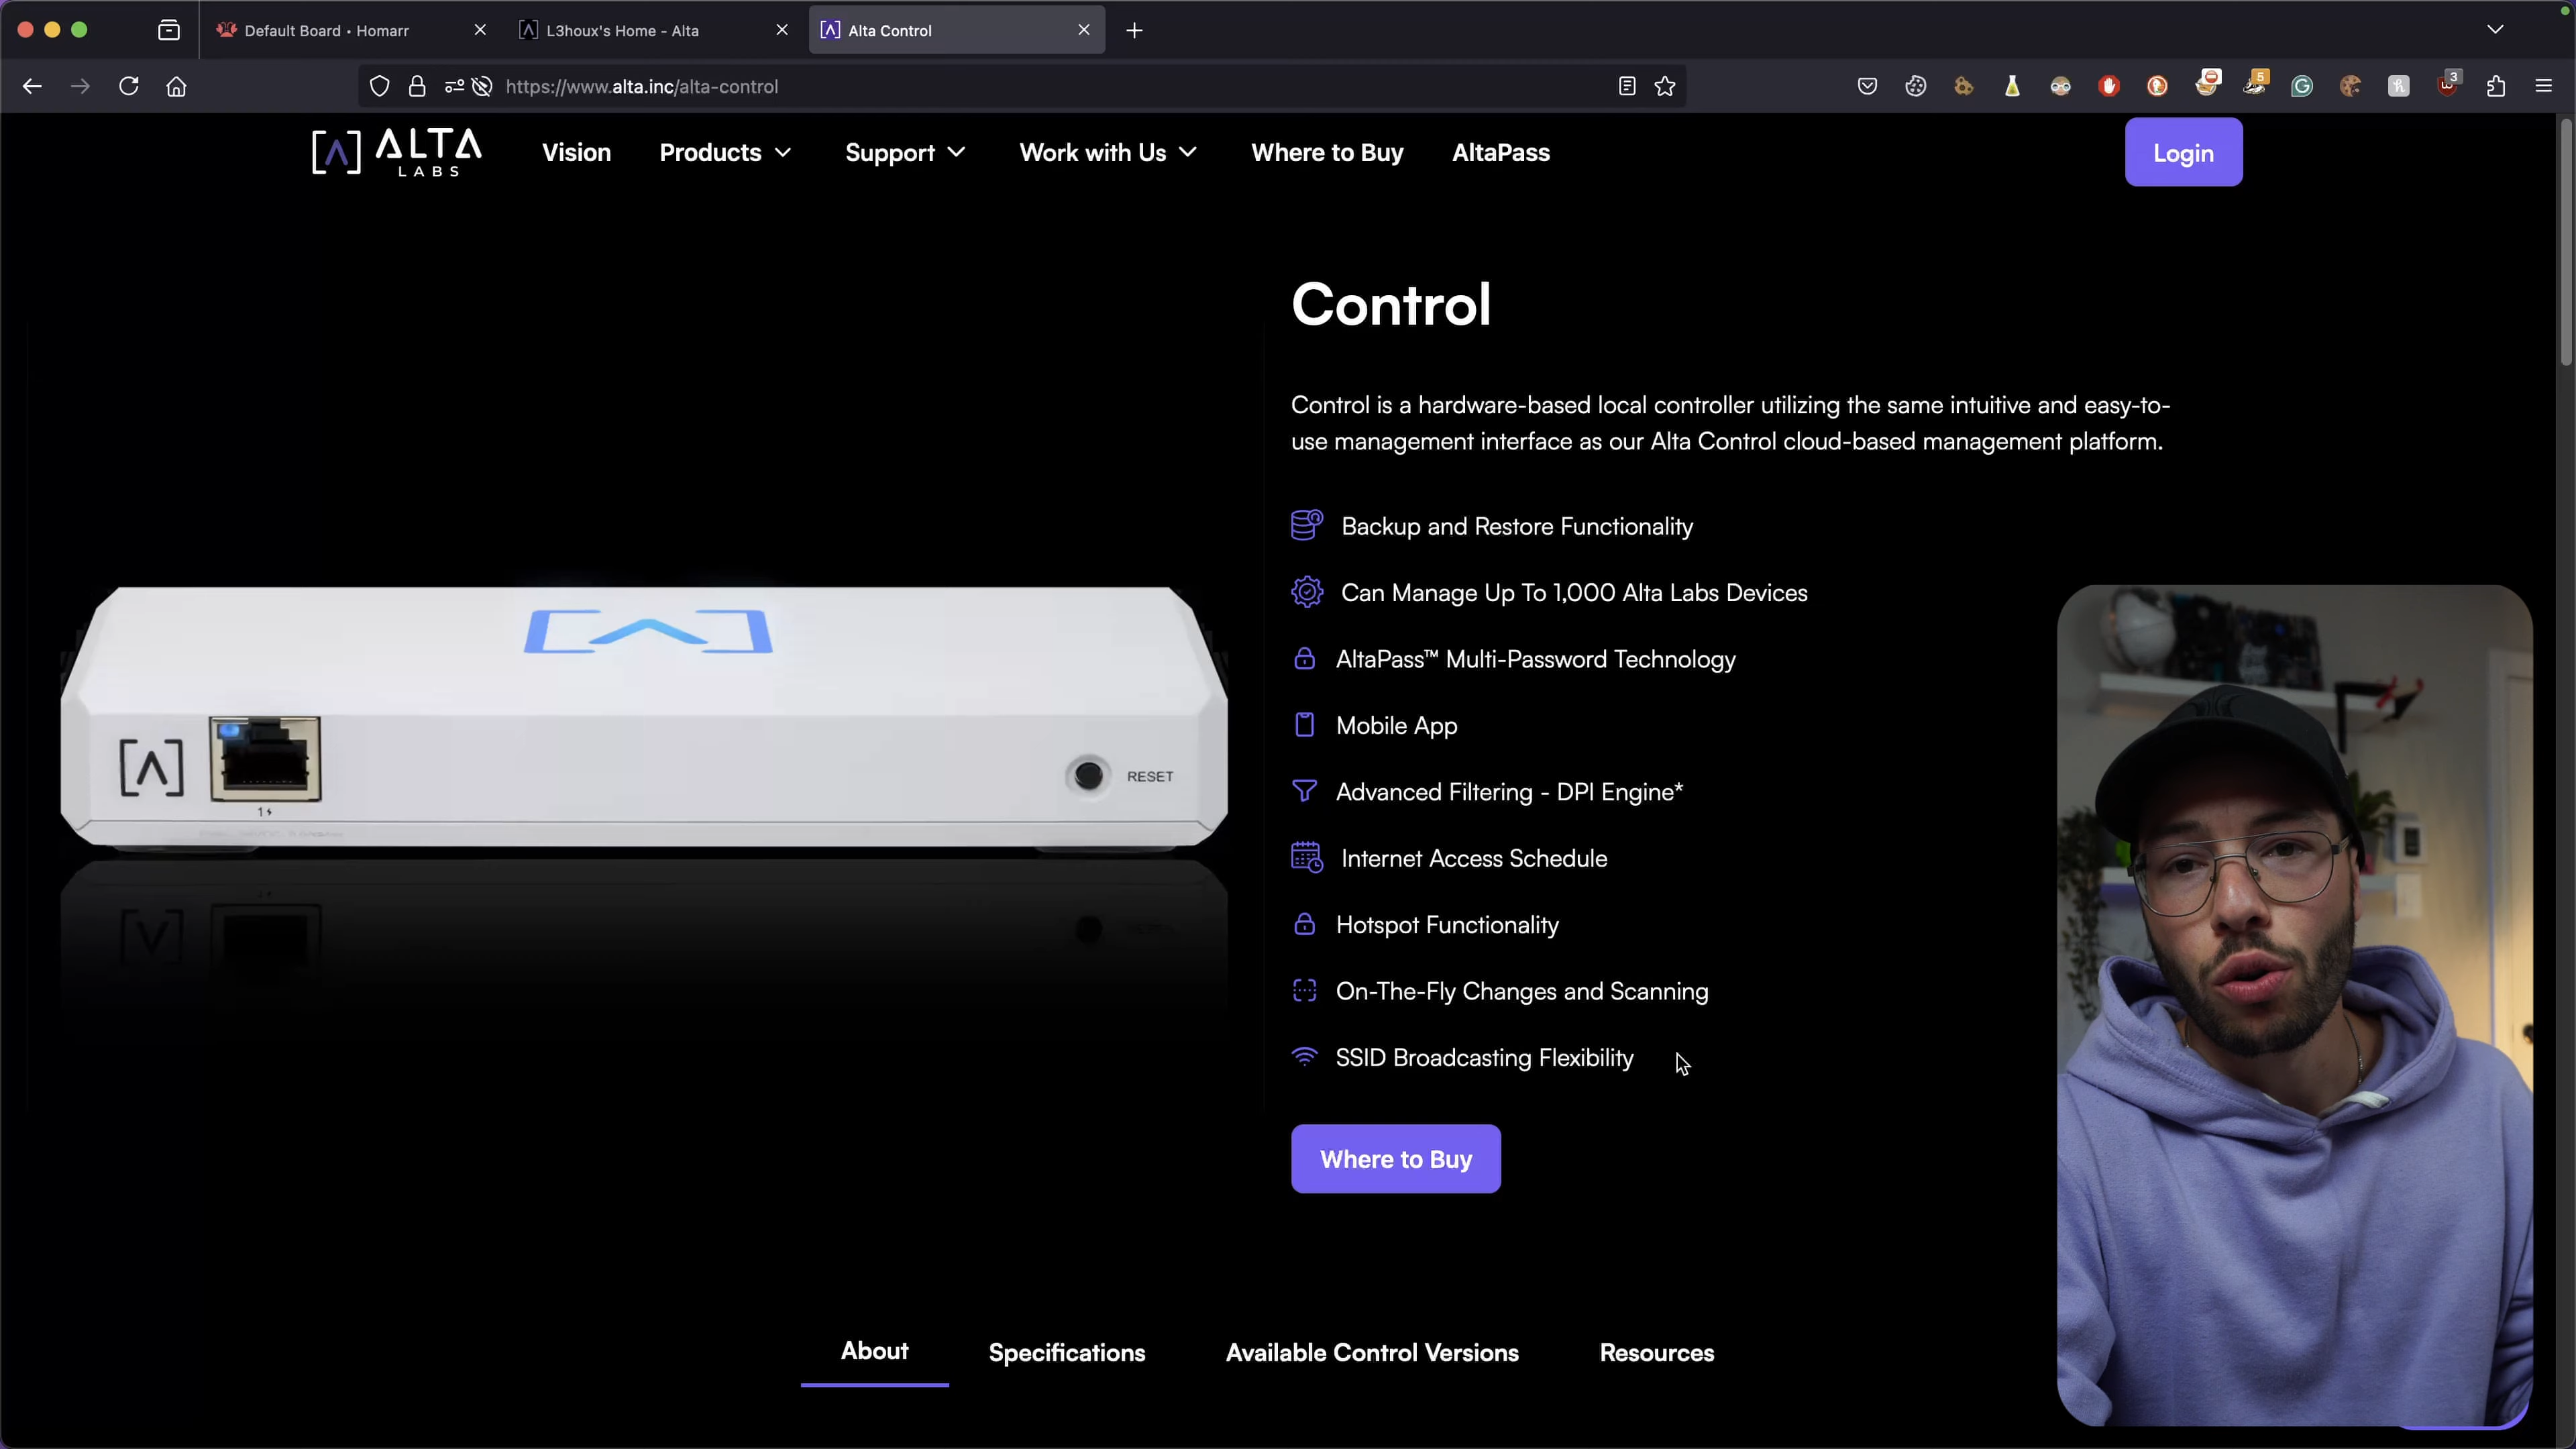 Default Board • Homarr
L3houx's Home - Alta
Alta Control
https://www.alta.inc/alta-control
5
3
ALTA
LABS
Vision
Products
Support
Work with Us
Where to Buy
AltaPass
Login
Control
Control is a hardware-based local controller utilizing the same intuitive and easy-to-
use management interface as our Alta Control cloud-based management platform.
Backup and Restore Functionality
Can Manage Up To 1,000 Alta Labs Devices
AltaPass™ Multi-Password Technology
Mobile App
Advanced Filtering - DPI Engine*
Internet Access Schedule
Hotspot Functionality
On-The-Fly Changes and Scanning
SSID Broadcasting Flexibility
RESET
1
Where to Buy
About
Specifications
Available Control Versions
Resources